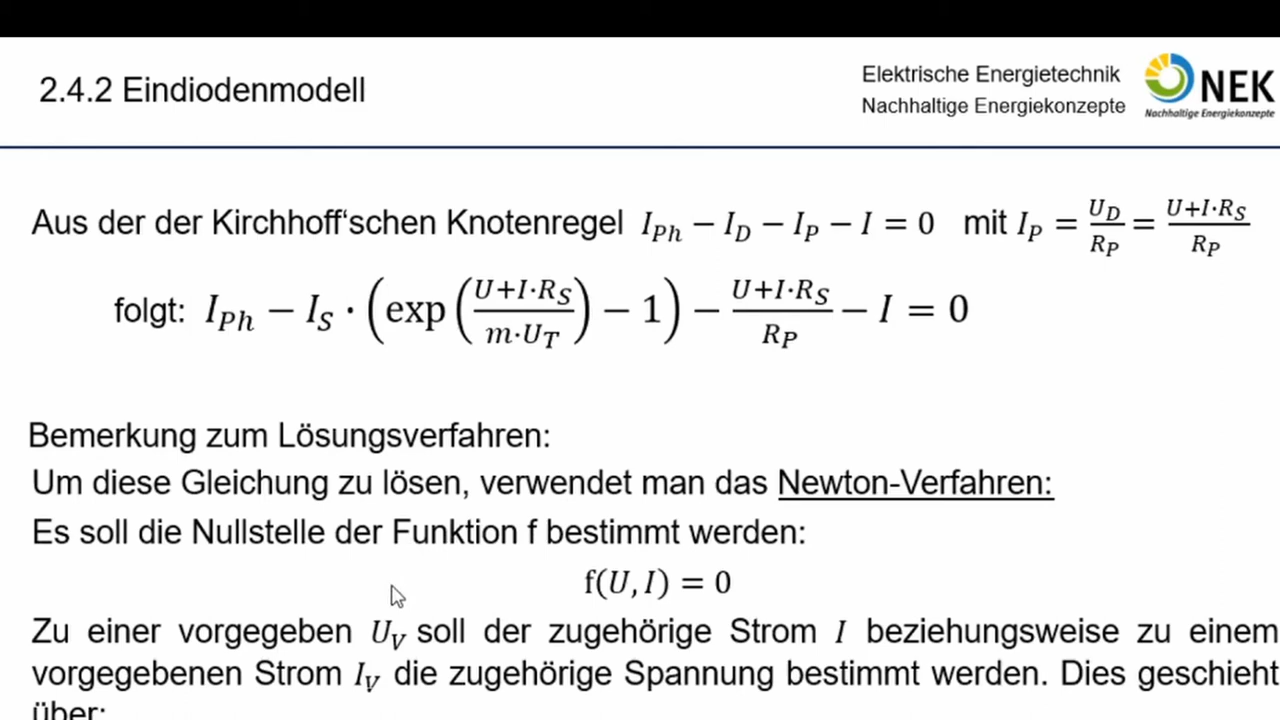 2.4.2 Eindiodenmodell
Elektrische Energietechnik
Nachhaltige Energiekonzepte
NEK
Nachhaltige Energiekonzepte
Aus der der Kirchhoff‘schen Knotenregel I_Ph − I_D − I_P − I = 0 mit I_P = U_D/R_P = (U+I·R_S)/R_P
folgt: I_Ph − I_S · (exp((U+I·R_S)/(m·U_T)) − 1) − (U+I·R_S)/R_P − I = 0
Bemerkung zum Lösungsverfahren:
Um diese Gleichung zu lösen, verwendet man das Newton-Verfahren:
Es soll die Nullstelle der Funktion f bestimmt werden:
f(U, I) = 0
Zu einer vorgegeben U_V soll der zugehörige Strom I beziehungsweise zu einem
vorgegebenen Strom I_V die zugehörige Spannung bestimmt werden. Dies geschieht
über: